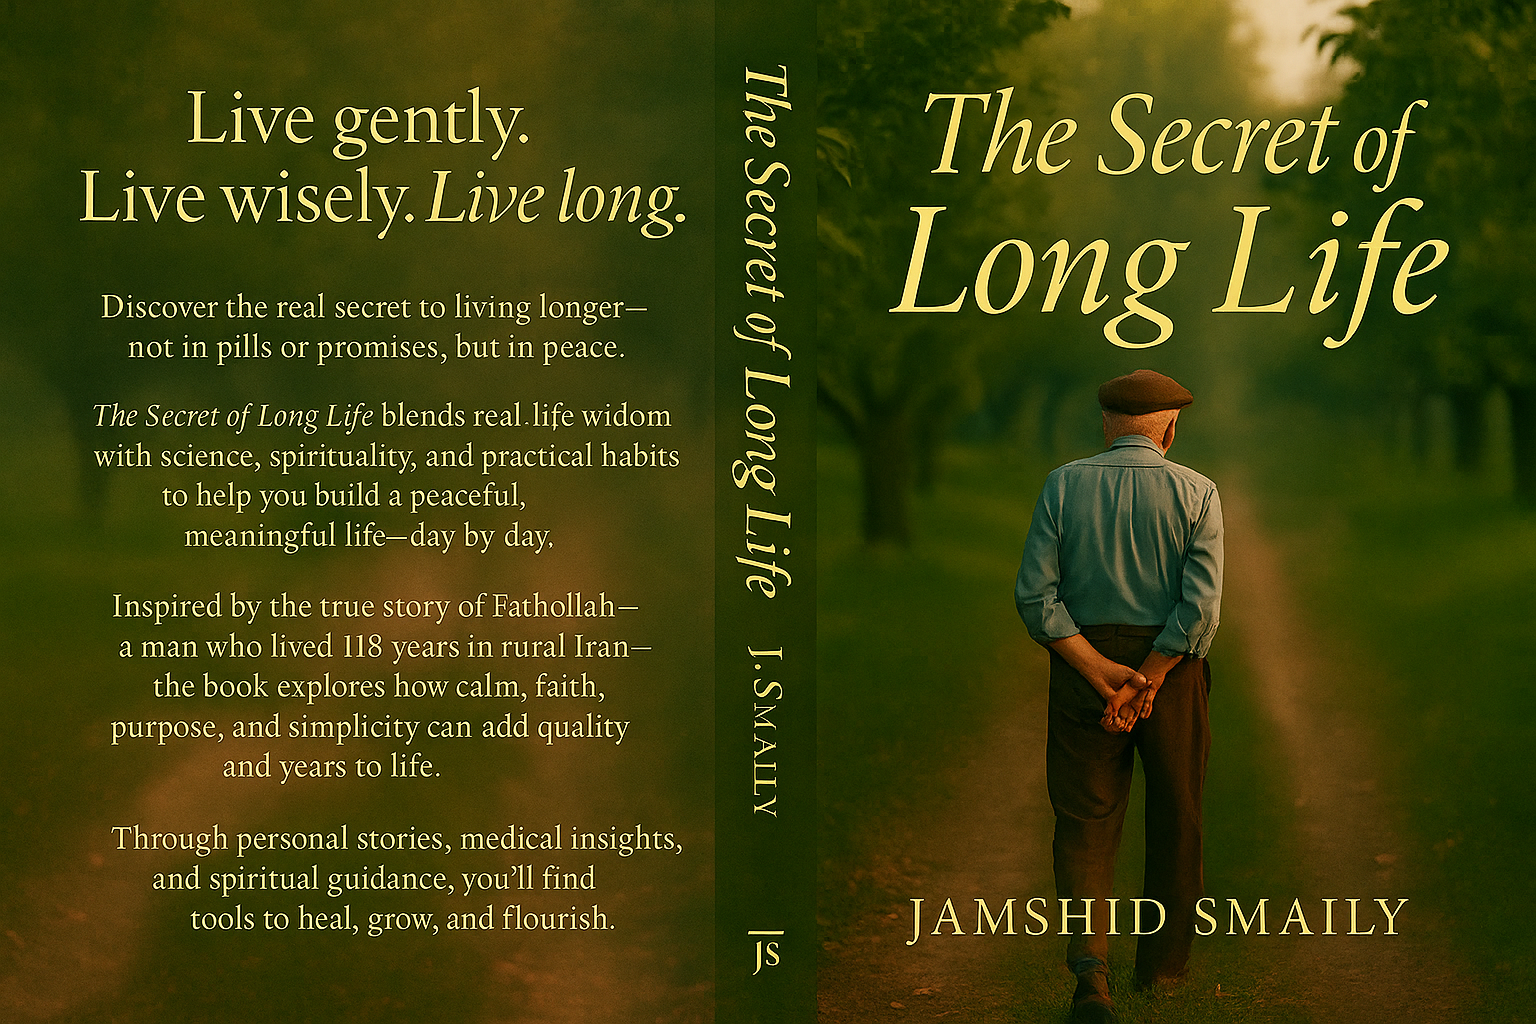 Live gently.
Live wisely. Live long.
Discover the real secret to living longer—
not in pills or promises, but in peace.
The Secret of Long Life blends real.life widom
with science, spirituality, and practical habits
to help you build a peaceful,
meaningful life—day by day,
Inspired by the true story of Fathollah—
a man who lived 118 years in rural Iran—
the book explores how calm, faith,
purpose, and simplicity can add quality
and years to life.
Through personal stories, medical insights,
and spiritual guidance, you'll find
tools to heal, grow, and flourish.
The Secret of Long Life J. SMAILY
JS
The Secret of
Long Life
JAMSHID SMAILY